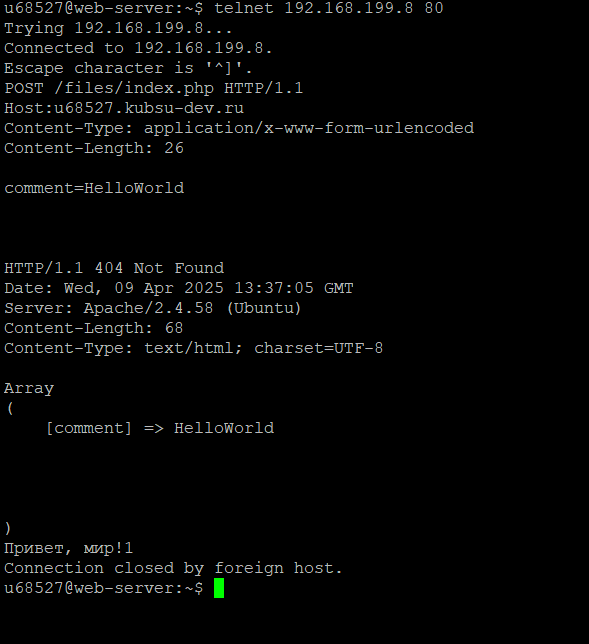 u68527@web-server:~$ telnet 192.168.199.8 80
Trying 192.168.199.8...
Connected to 192.168.199.8.
Escape character is '^]'.
POST /files/index.php HTTP/1.1
Host:u68527.kubsu-dev.ru
Content-Type: application/x-www-form-urlencoded
Content-Length: 26
comment=HelloWorld
HTTP/1.1 404 Not Found
Date: Wed, 09 Apr 2025 13:37:05 GMT
Server: Apache/2.4.58 (Ubuntu)
Content-Length: 68
Content-Type: text/html; charset=UTF-8
Array
(
    [comment] => HelloWorld
)
Привет, мир!1
Connection closed by foreign host.
u68527@web-server:~$